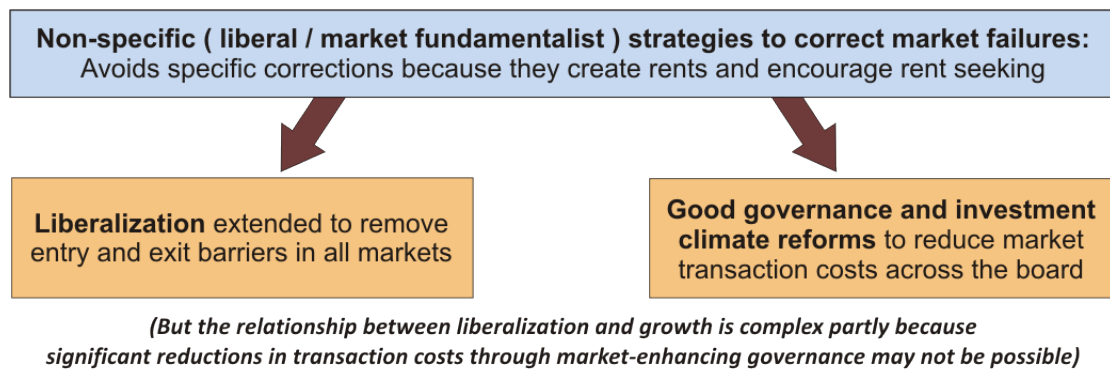 Non-specific ( liberal / market fundamentalist ) strategies to correct market failures:
Avoids specific corrections because they create rents and encourage rent seeking
Liberalization extended to remove
entry and exit barriers in all markets
Good governance and investment
climate reforms to reduce market
transaction costs across the board
(But the relationship between liberalization and growth is complex partly because
significant reductions in transaction costs through market-enhancing governance may not be possible)